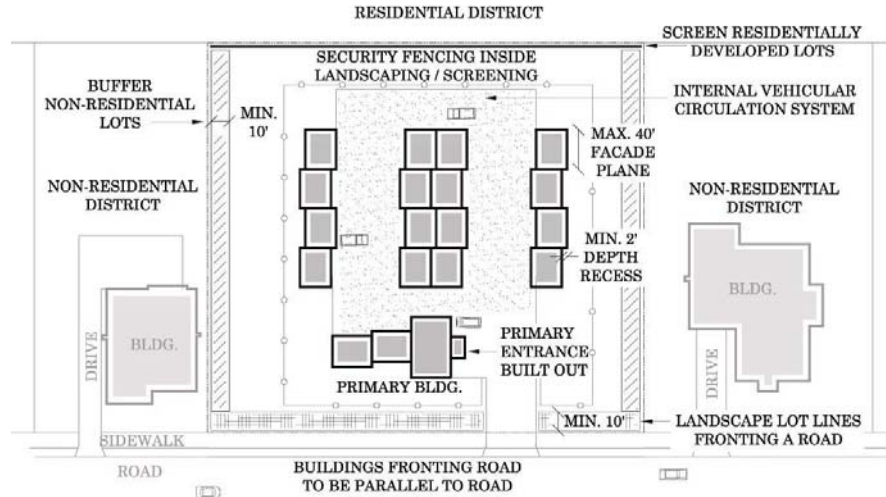 RESIDENTIAL DISTRICT
SCREEN RESIDENTIALLY
DEVELOPED LOTS
SECURITY FENCING INSIDE
LANDSCAPING / SCREENING
BUFFER
NON-RESIDENTIAL
LOTS
INTERNAL VEHICULAR
CIRCULATION SYSTEM
MIN.
10'
MAX. 40'
FACADE
PLANE
NON-RESIDENTIAL
DISTRICT
NON-RESIDENTIAL
DISTRICT
MIN. 2'
DEPTH
RECESS
BLDG.
BLDG.
DRIVE
DRIVE
PRIMARY
ENTRANCE
BUILT OUT
PRIMARY BLDG.
MIN. 10'
LANDSCAPE LOT LINES
FRONTING A ROAD
SIDEWALK
ROAD
BUILDINGS FRONTING ROAD
TO BE PARALLEL TO ROAD